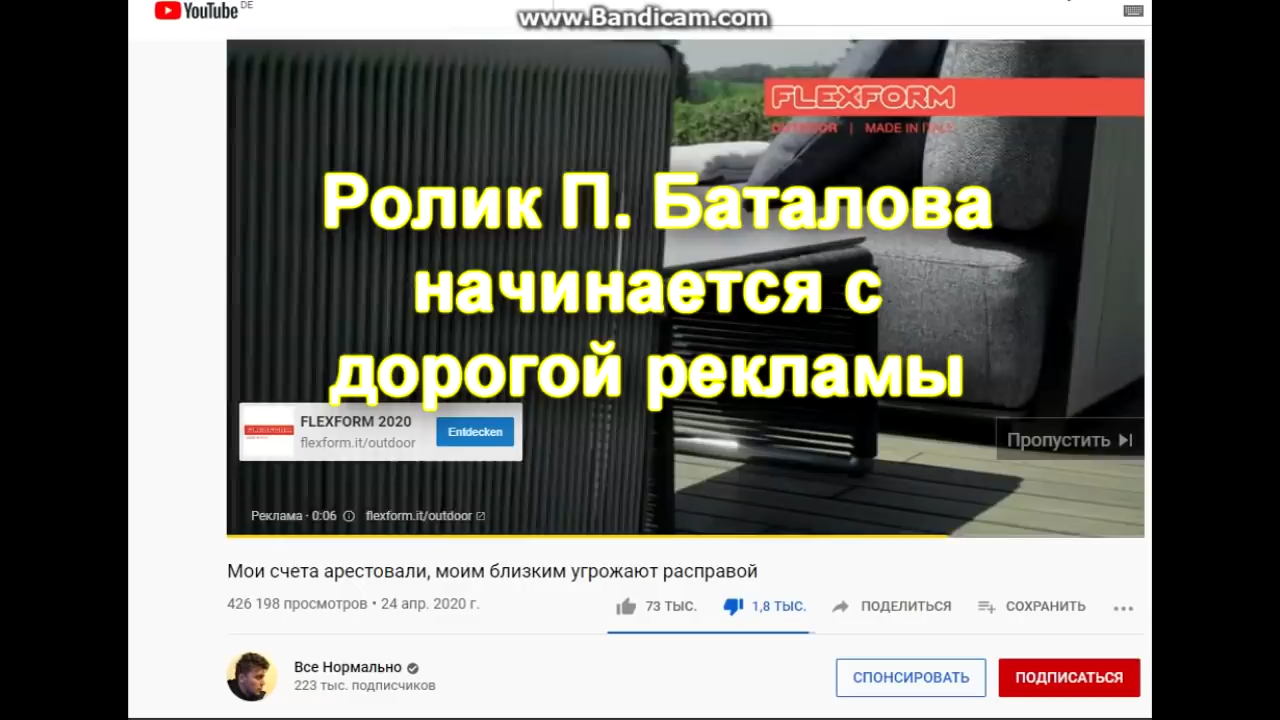 www.Bandicam.com
YouTube DE
FLEXFORM
OUTDOOR | MADE IN ITALY
Ролик П. Баталова
начинается с
дорогой рекламы
FLEXFORM 2020
flexform.it/outdoor
Entdecken
Пропустить
Реклама · 0:06 flexform.it/outdoor
Мои счета арестовали, моим близким угрожают расправой
426 198 просмотров • 24 апр. 2020 г.
73 ТЫС. 1,8 ТЫС. ПОДЕЛИТЬСЯ СОХРАНИТЬ
Все Нормально
223 тыс. подписчиков
СПОНСИРОВАТЬ ПОДПИСАТЬСЯ